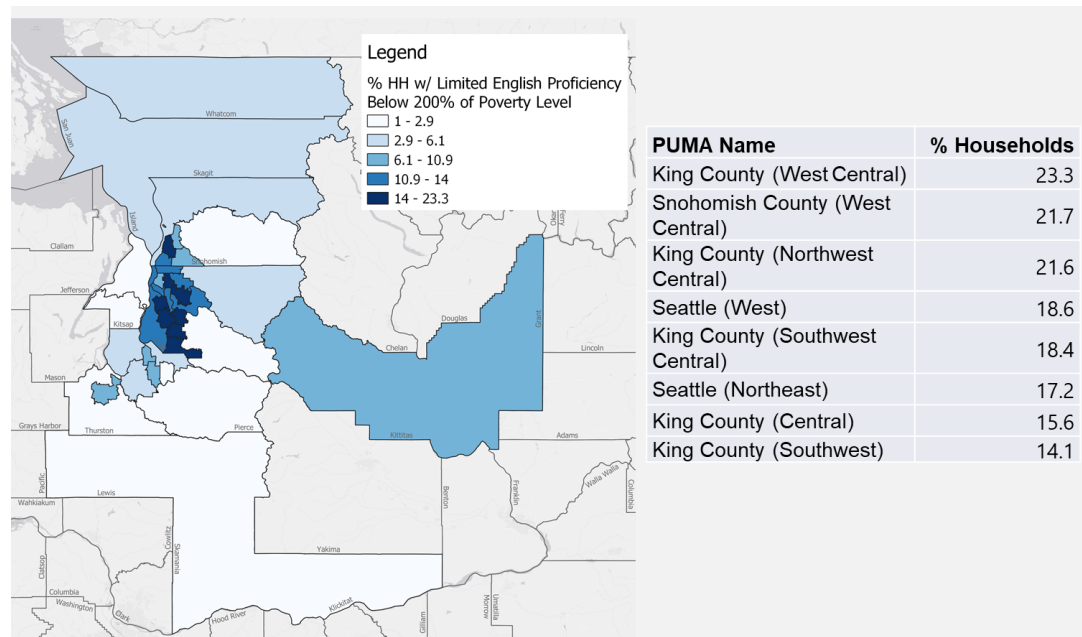 Legend
% HH w/ Limited English Proficiency
Below 200% of Poverty Level
1 - 2.9
2.9 - 6.1
6.1 - 10.9
10.9 - 14
14 - 23.3
Whatcom
San Juan
Skagit
Island
Clallam
Snohomish
Jefferson
Kitsap
Mason
Grays Harbor
Thurston
Pierce
Pacific
Lewis
Wahkiakum
Cowlitz
Skamania
Clatsop
Columbia
Washington
Clark
Hood River
Klickitat
Gilliam
Umatilla
Morrow
Yakima
Benton
Franklin
Walla Walla
Columbia
Kittitas
Adams
Chelan
Douglas
Grant
Lincoln
Ferry
PUMA Name % Households
King County (West Central) 23.3
Snohomish County (West
Central) 21.7
King County (Northwest
Central) 21.6
Seattle (West) 18.6
King County (Southwest
Central) 18.4
Seattle (Northeast) 17.2
King County (Central) 15.6
King County (Southwest) 14.1